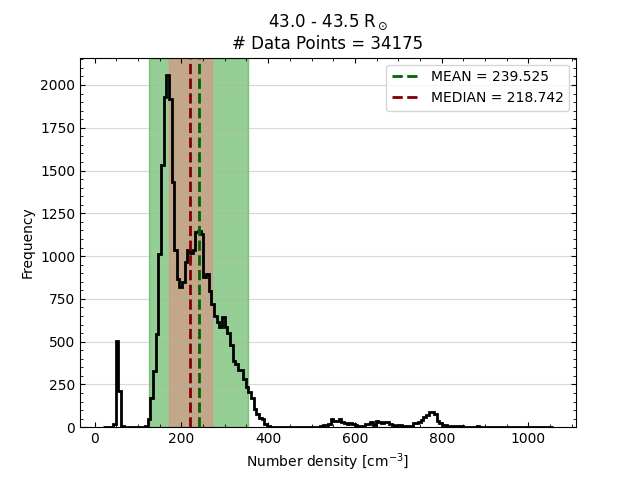 43.0 - 43.5 R⊙
# Data Points = 34175
MEAN = 239.525
MEDIAN = 218.742
Frequency
2000
1750
1500
1250
1000
750
500
250
0
0 200 400 600 800 1000
Number density [cm⁻³]